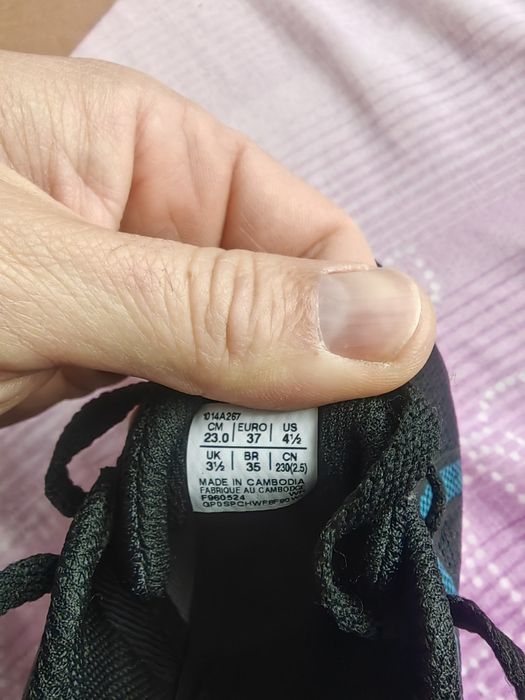 1014A267
CM EURO US
23.0 37 4½
UK BR CN
3½ 35 230(2.5)
MADE IN CAMBODIA
FABRIQUE AU CAMBODGE
F960524